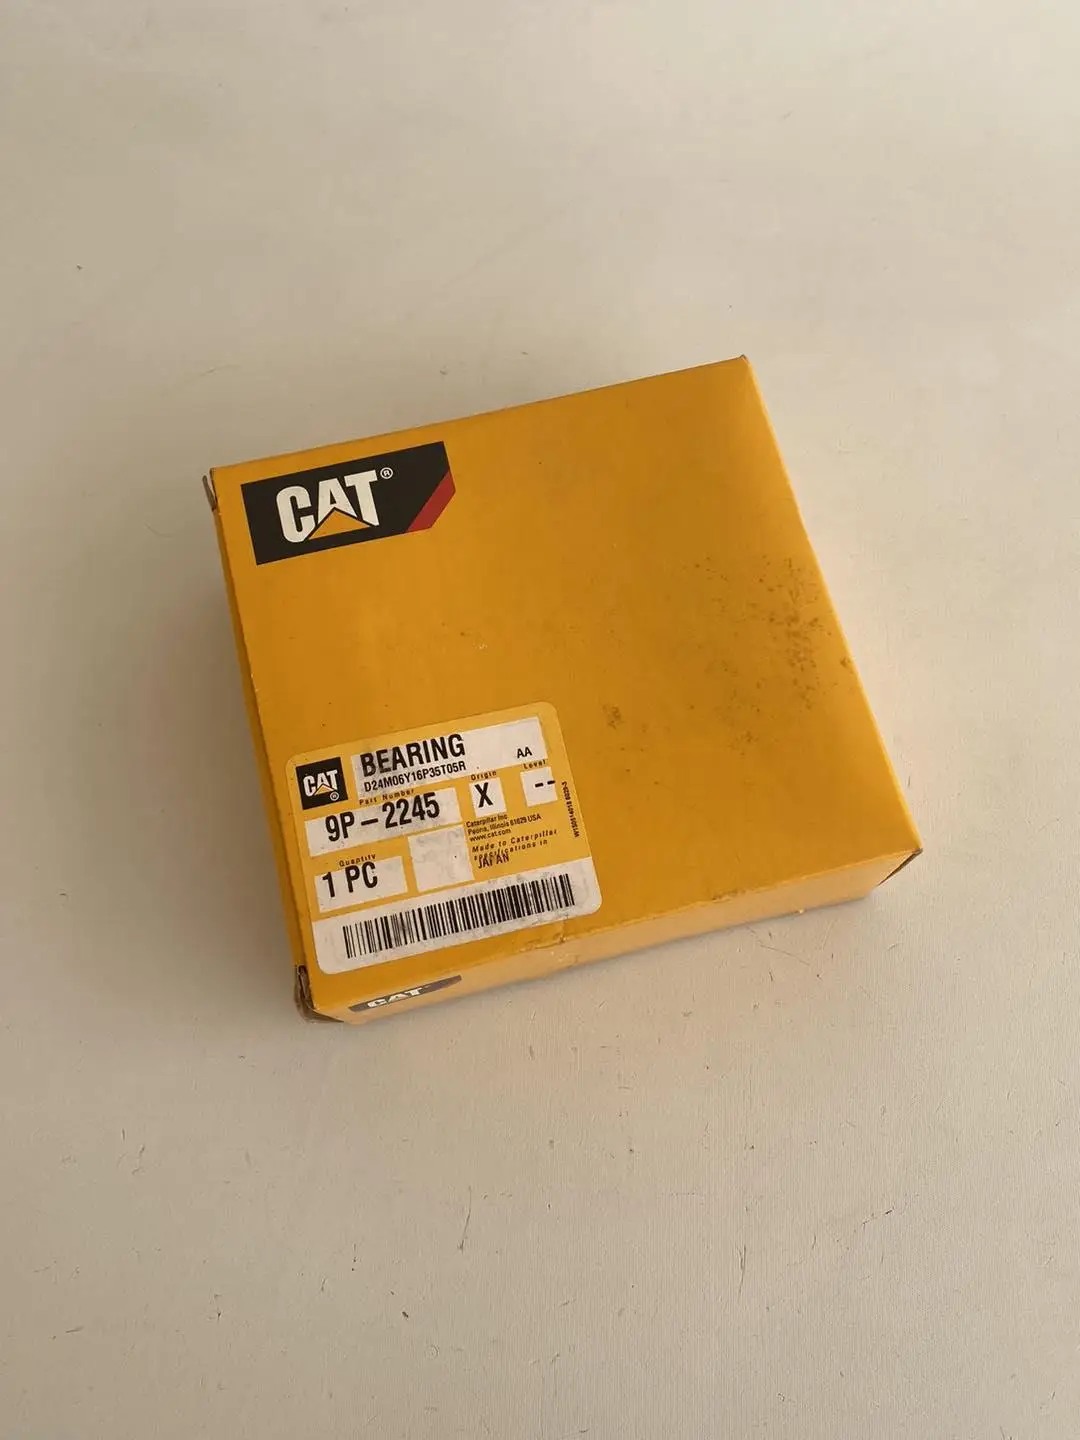 CAT®
BEARING
AA
D24M06Y16P35T05R
CAT®
Part Number
Origin
Level
9P-2245
X
--
Caterpillar Inc
Peoria, Illinois 61629 USA
www.cat.com
Made to Caterpillar
specifications in
JAPAN
Quantity
1 PC
CAT